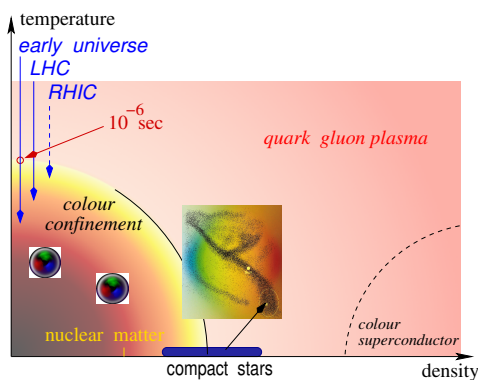 temperature
early universe
LHC
RHIC
10⁻⁶ sec
quark gluon plasma
colour
confinement
nuclear matter
colour
superconductor
compact stars
density